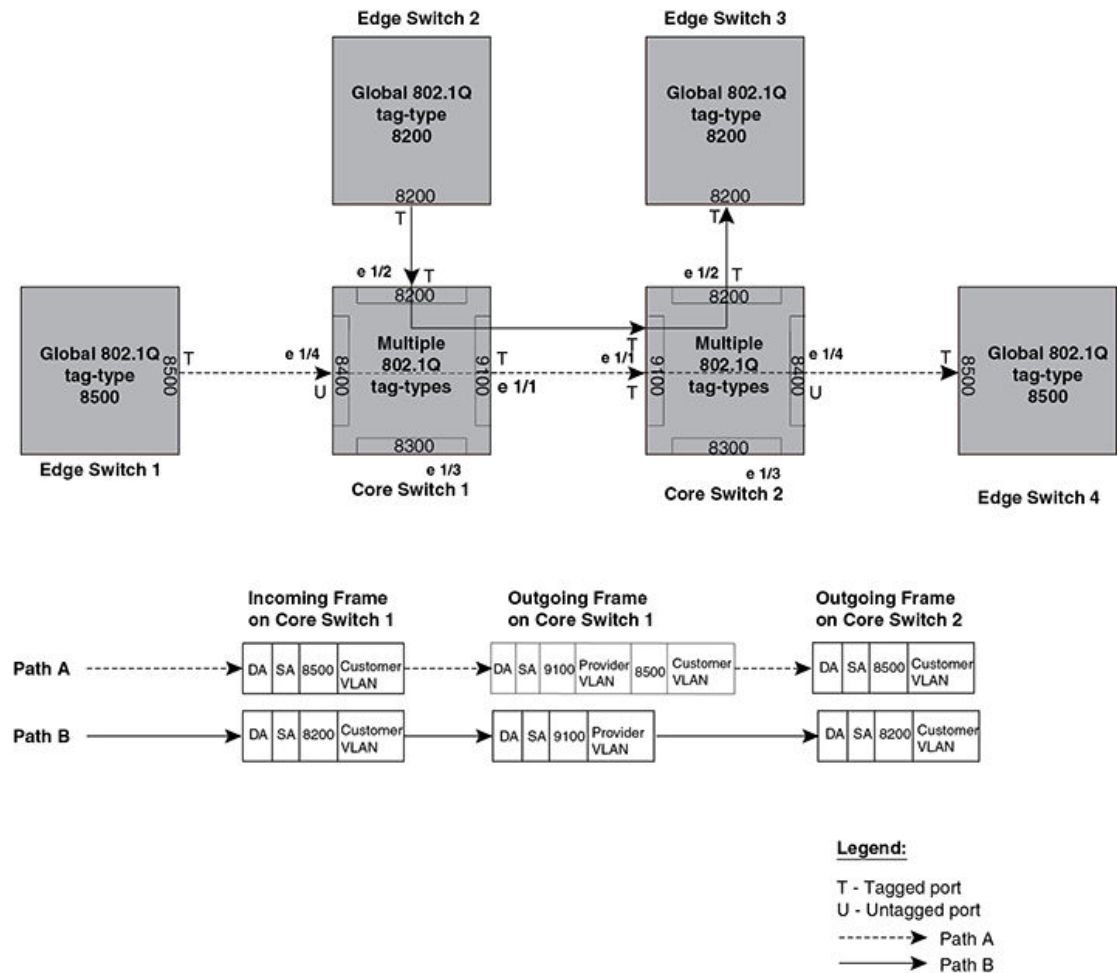 Edge Switch 2
Edge Switch 3
Global 802.1Q
tag-type
8200
8200
T
Global 802.1Q
tag-type
8200
8200
T
e 1/2
T
e 1/2
T
Global 802.1Q
tag-type
8500
8500
T
Edge Switch 1
e 1/4
U
8200
8400
Multiple
802.1Q
tag-types
9100
8300
T
e 1/1
e 1/3
Core Switch 1
e 1/1
T
T
8200
9100
Multiple
802.1Q
tag-types
8400
8300
e 1/4
U
e 1/3
Core Switch 2
T
8500
Global 802.1Q
tag-type
8500
Edge Switch 4
Incoming Frame
on Core Switch 1
Outgoing Frame
on Core Switch 1
Outgoing Frame
on Core Switch 2
Path A
DA SA 8500 Customer
VLAN
DA SA 9100 Provider
VLAN 8500 Customer
VLAN
DA SA 8500 Customer
VLAN
Path B
DA SA 8200 Customer
VLAN
DA SA 9100 Provider
VLAN
DA SA 8200 Customer
VLAN
Legend:
T - Tagged port
U - Untagged port
Path A
Path B